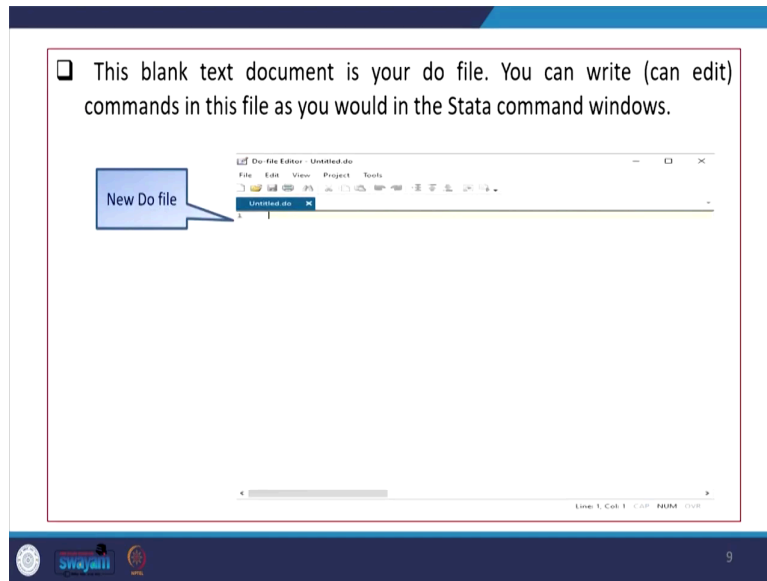 ❑ This blank text document is your do file. You can write (can edit)
commands in this file as you would in the Stata command windows.
New Do file
Do-file Editor - Untitled.do
File Edit View Project Tools
Untitled.do
1
Line: 1, Col: 1 CAP NUM OVR
swayam
9